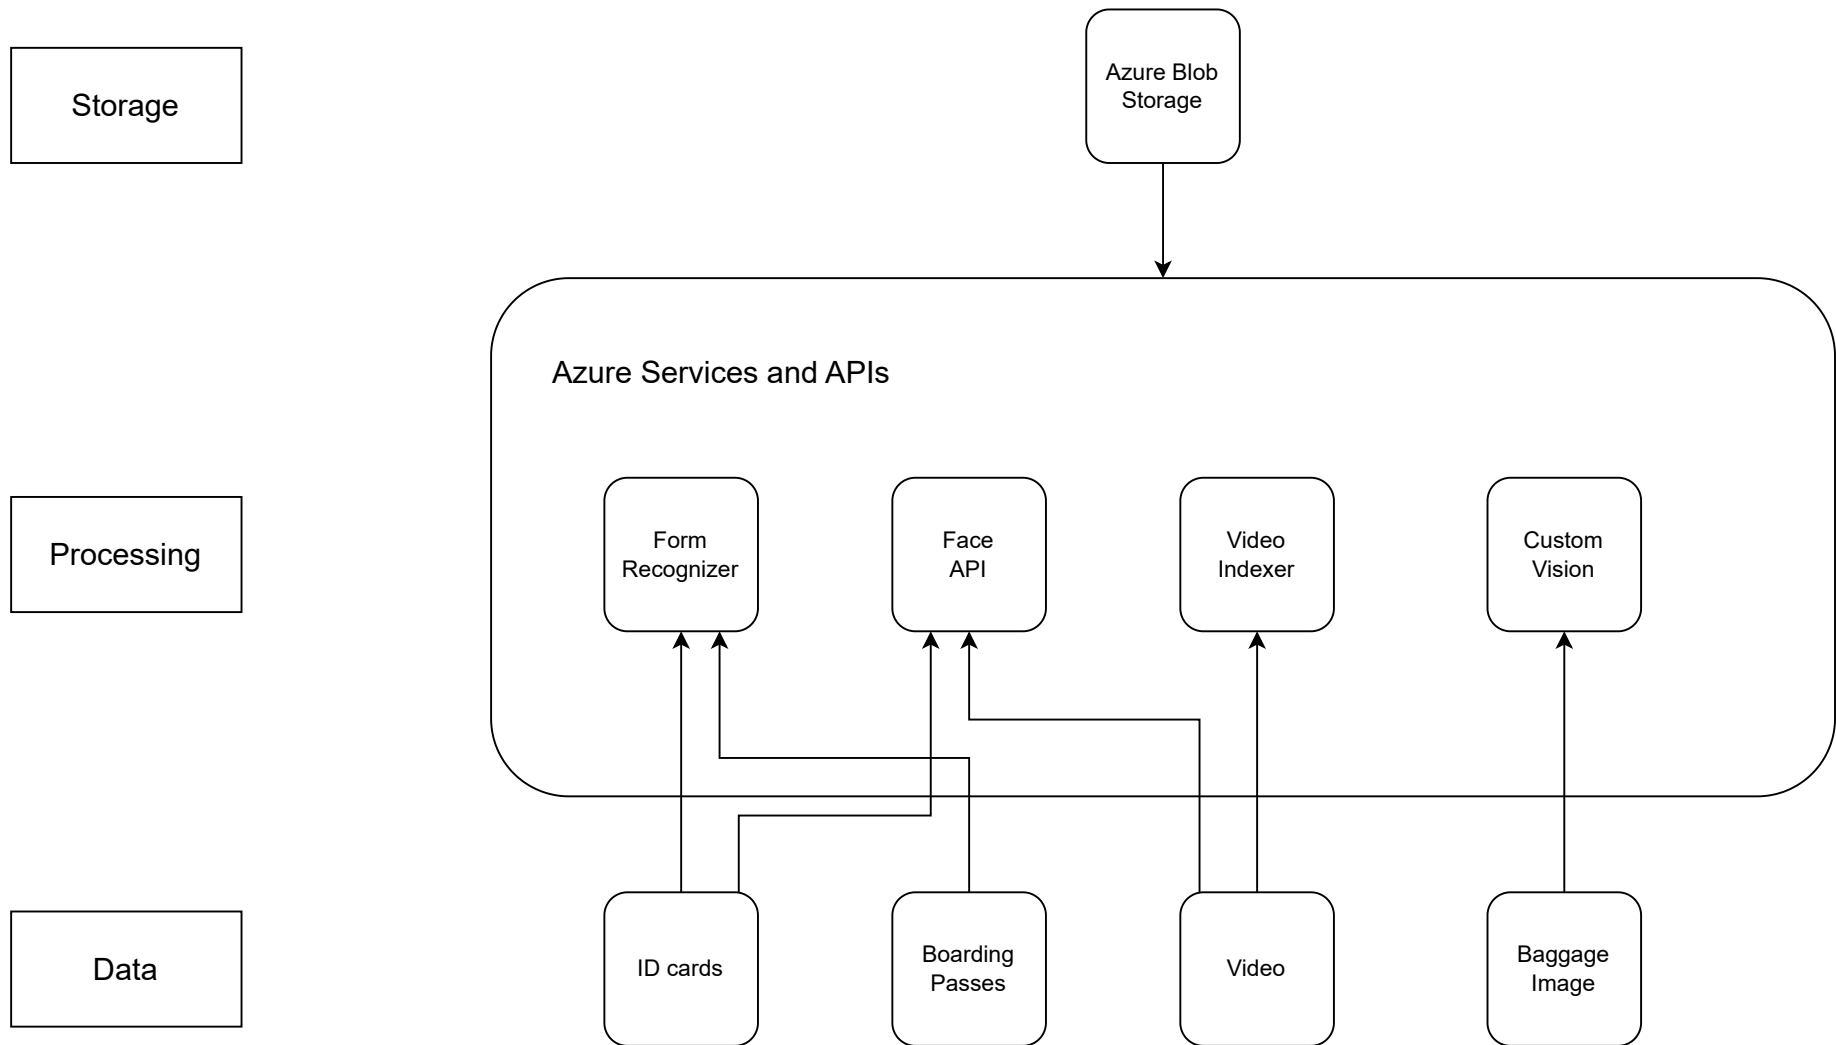 Azure Blob
Storage
Storage
Azure Services and APIs
Processing
Form
Recognizer
Face
API
Video
Indexer
Custom
Vision
Data
ID cards
Boarding
Passes
Video
Baggage
Image